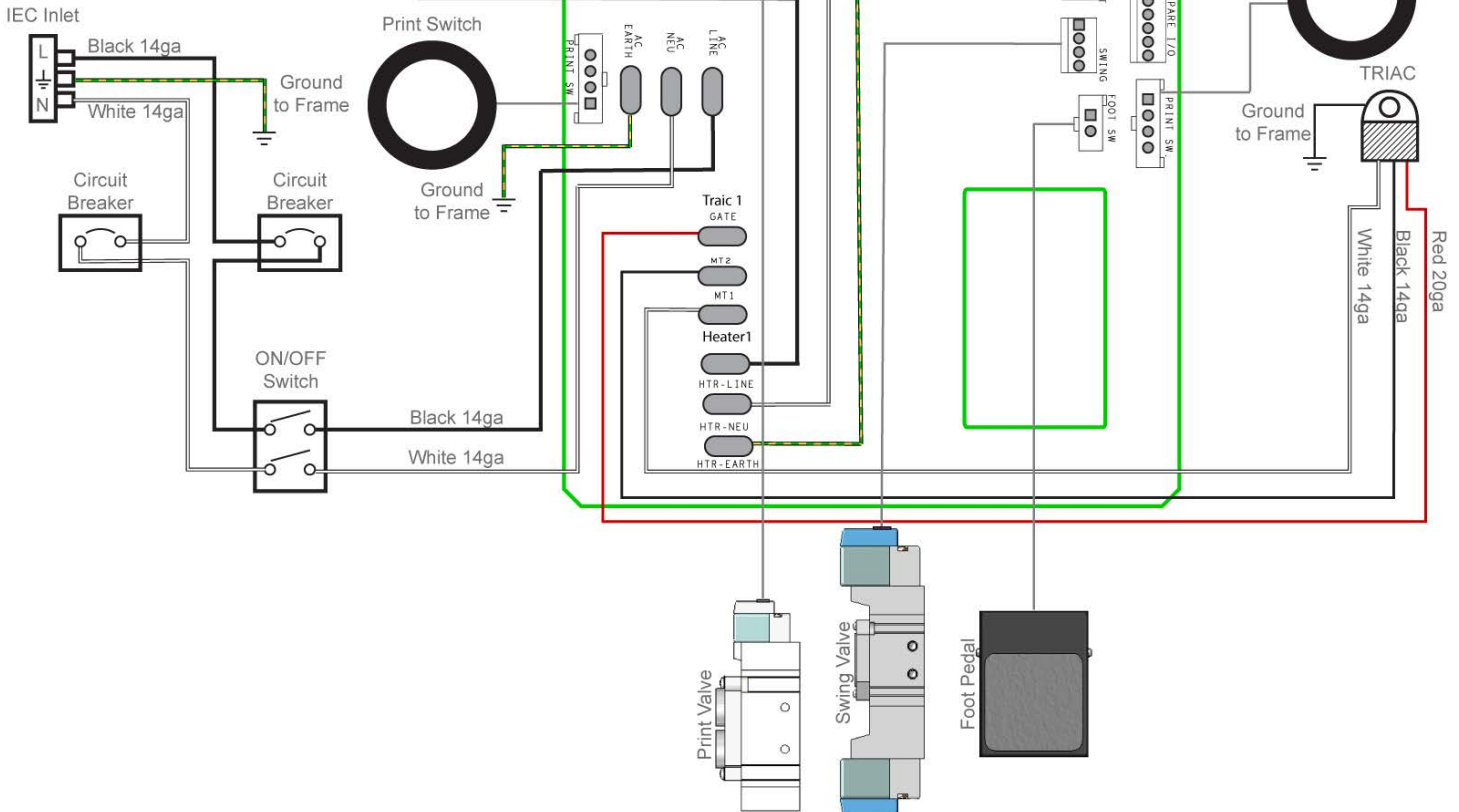 IEC Inlet
L
N
Black 14ga
White 14ga
Ground
to Frame
Print Switch
PRINT SW
AC
EARTH
AC
NEU
AC
LINE
SWING
PARE I/O
FOOT SW
PRINT SW.
TRIAC
Ground
to Frame
Circuit
Breaker
Circuit
Breaker
Ground
to Frame
Traic 1
GATE
MT2
MT1
Heater1
HTR-LINE
HTR-NEU
HTR-EARTH
White 14ga
Black 14ga
Red 20ga
ON/OFF
Switch
Black 14ga
White 14ga
Print Valve
Swing Valve
Foot Pedal